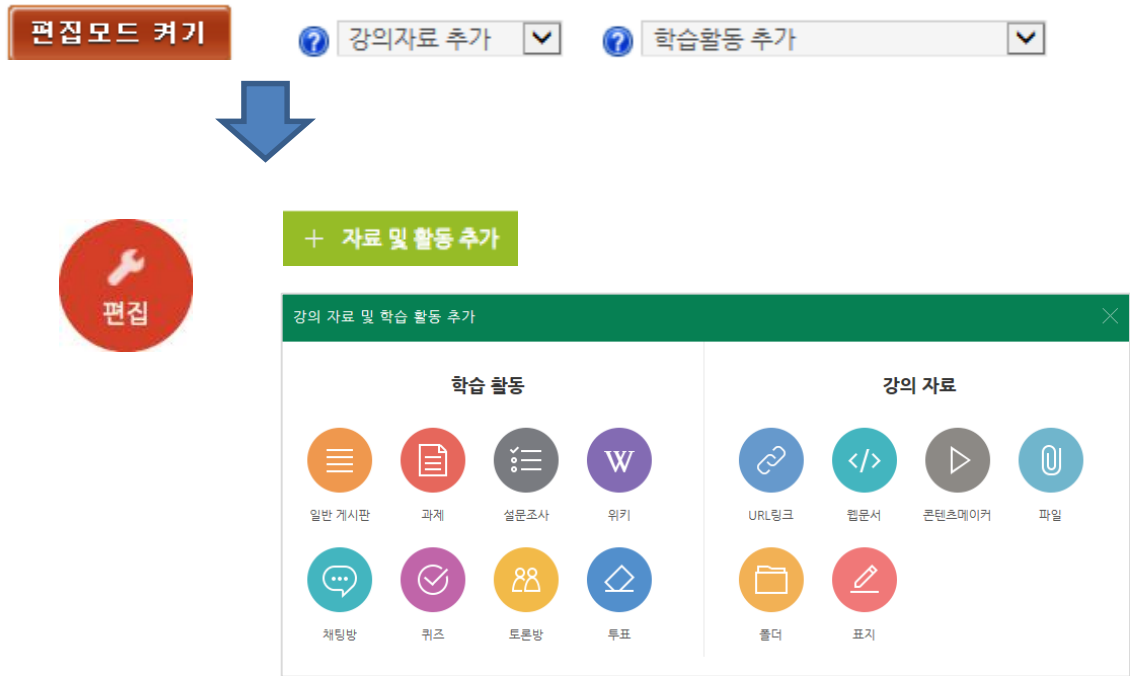 편집모드 켜기
? 강의자료 추가
? 학습활동 추가
편집
+ 자료 및 활동 추가
강의 자료 및 학습 활동 추가
학습 활동
강의 자료
W
</>
일반 게시판 과제 설문조사 위키
URL링크 웹문서 콘텐츠메이커 파일
채팅방 퀴즈 토론방 투표
폴더 표지